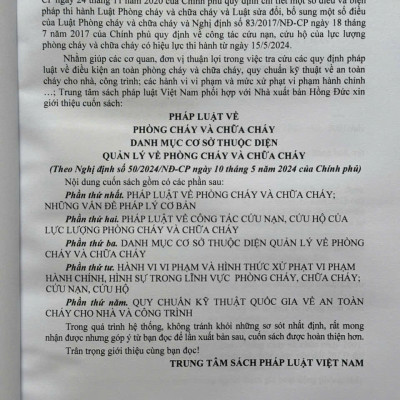 CP ngày 24 tháng 11 năm 2020 của Chính phủ quy định chi tiết một số điều và biện
pháp thi hành Luật Phòng cháy và chữa cháy và Luật sửa đổi, bổ sung một số điều
của Luật Phòng cháy và chữa cháy và Nghị định số 83/2017/NĐ-CP ngày 18 tháng
7 năm 2017 của Chính phủ quy định về công tác cứu nạn, cứu hộ của lực lượng
phòng cháy và chữa cháy có hiệu lực thi hành từ ngày 15/5/2024.
Nhằm giúp các cơ quan, đơn vị thuận lợi trong việc tra cứu các quy định pháp
luật về điều kiện an toàn phòng cháy và chữa cháy, quy chuẩn kỹ thuật về an toàn
cháy cho nhà, công trình; các hành vi vi phạm và mức xử phạt vi phạm hành chính
…; Trung tâm sách pháp luật Việt Nam phối hợp với Nhà xuất bản Hồng Đức xin
giới thiệu cuốn sách:
PHÁP LUẬT VỀ
PHÒNG CHÁY VÀ CHỮA CHÁY
DANH MỤC CƠ SỞ THUỘC DIỆN
QUẢN LÝ VỀ PHÒNG CHÁY VÀ CHỮA CHÁY
(Theo Nghị định số 50/2024/NĐ-CP ngày 10 tháng 5 năm 2024 của Chính phủ)
Nội dung cuốn sách gồm có các phần sau:
Phần thứ nhất. PHÁP LUẬT VỀ PHÒNG CHÁY VÀ CHỮA CHÁY;
NHỮNG VẤN ĐỀ PHÁP LÝ CƠ BẢN
Phần thứ hai. PHÁP LUẬT VỀ CÔNG TÁC CỨU NẠN, CỨU HỘ CỦA
LỰC LƯỢNG PHÒNG CHÁY VÀ CHỮA CHÁY
Phần thứ ba. DANH MỤC CƠ SỞ THUỘC DIỆN QUẢN LÝ VỀ PHÒNG
CHÁY VÀ CHỮA CHÁY
Phần thứ tư. HÀNH VI VI PHẠM VÀ HÌNH THỨC XỬ PHẠT VI PHẠM
HÀNH CHÍNH, HÌNH SỰ TRONG LĨNH VỰC PHÒNG CHÁY, CHỮA CHÁY;
CỨU NẠN, CỨU HỘ
Phần thứ năm. QUY CHUẨN KỸ THUẬT QUỐC GIA VỀ AN TOÀN
CHÁY CHO NHÀ VÀ CÔNG TRÌNH
Trong quá trình hệ thống, không tránh khỏi những sơ sót nhất định, rất mong
nhận được nhưng góp ý từ bạn đọc để lần xuất bản sau, cuốn sách được hoàn thiện hơn.
Trân trọng giới thiệu cùng bạn đọc!
TRUNG TÂM SÁCH PHÁP LUẬT VIỆT NAM